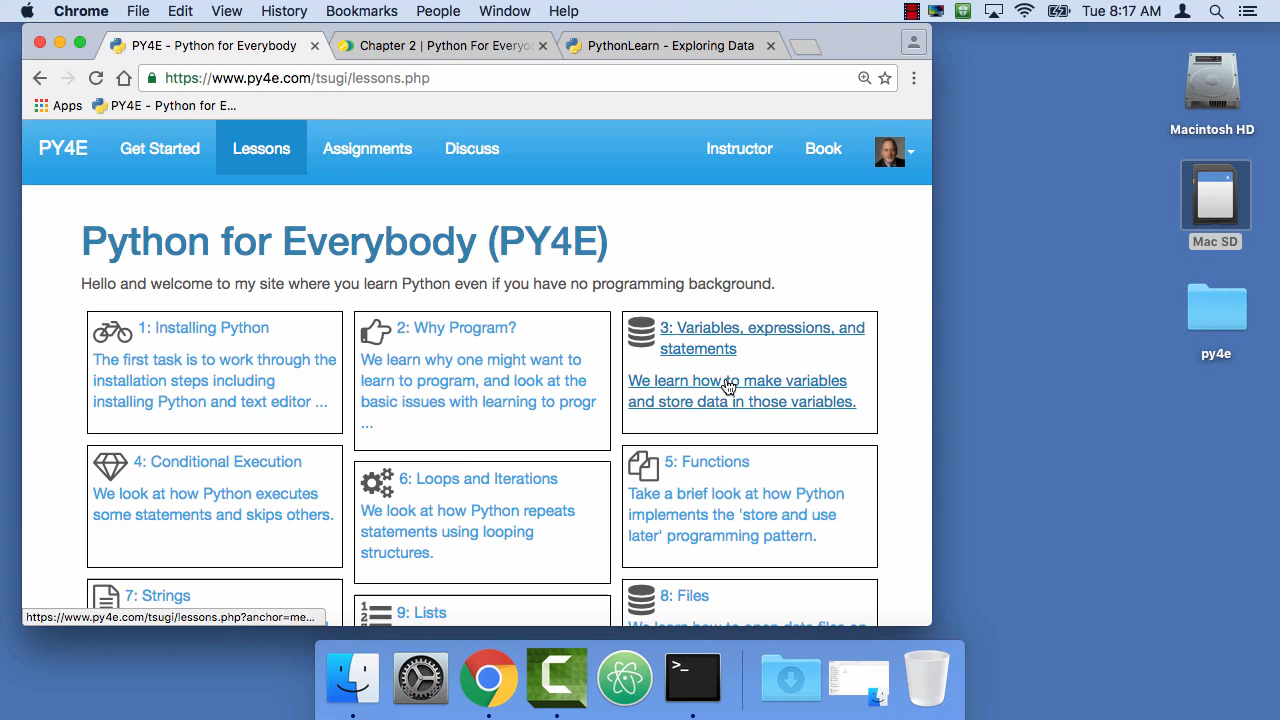 Chrome File Edit View History Bookmarks People Window Help Tue 8:17 AM
PY4E - Python for Everybody Chapter 2 | Python For Everyo PythonLearn - Exploring Data
https://www.py4e.com/tsugi/lessons.php
Apps PY4E - Python for E...
PY4E Get Started Lessons Assignments Discuss Instructor Book
Python for Everybody (PY4E)
Hello and welcome to my site where you learn Python even if you have no programming background.
1: Installing Python
The first task is to work through the
installation steps including
installing Python and text editor ...
2: Why Program?
We learn why one might want to
learn to program, and look at the
basic issues with learning to progr
...
3: Variables, expressions, and
statements
We learn how to make variables
and store data in those variables.
4: Conditional Execution
We look at how Python executes
some statements and skips others.
6: Loops and Iterations
We look at how Python repeats
statements using looping
structures.
5: Functions
Take a brief look at how Python
implements the 'store and use
later' programming pattern.
7: Strings
9: Lists
8: Files
We learn how to open data files on
https://www.py4e.com/tsugi/lessons.php?anchor=me...
Macintosh HD
Mac SD
py4e